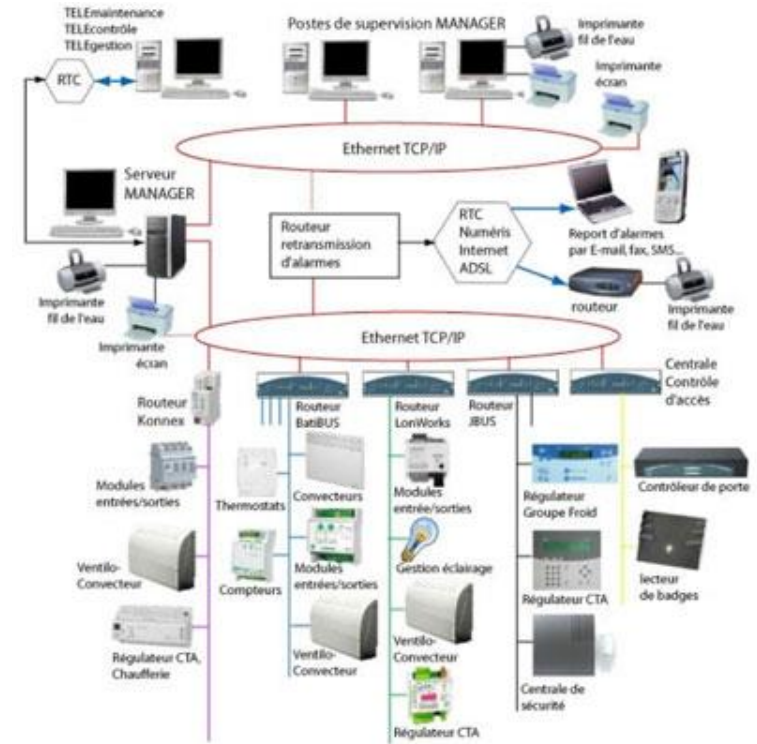 TELEmaintenance
TELEcontrôle
TELEgestion
RTC
Postes de supervision MANAGER
Imprimante
fil de l'eau
Imprimante
écran
Ethernet TCP/IP
Serveur
MANAGER
Imprimante
fil de l'eau
Imprimante
écran
Routeur
retransmission
d'alarmes
RTC
Numéris
Internet
ADSL
Report d'alarmes
par E-mail, fax, SMS...
routeur
Imprimante
fil de l'eau
Ethernet TCP/IP
Routeur
Konnex
Routeur
BatiBUS
Routeur
LonWorks
Routeur
JBUS
Centrale
Contrôle
d'accès
Modules
entrées/sorties
Ventilo-
Convecteur
Régulateur CTA,
Chaufferie
Thermostats
Convecteurs
Compteurs
Modules
entrées/sorties
Ventilo-
Convecteur
Modules
entrée/sorties
Gestion éclairage
Ventilo-
Convecteur
Régulateur CTA
Régulateur
Groupe Froid
Régulateur CTA
Centrale de
sécurité
Contrôleur de porte
lecteur
de badges